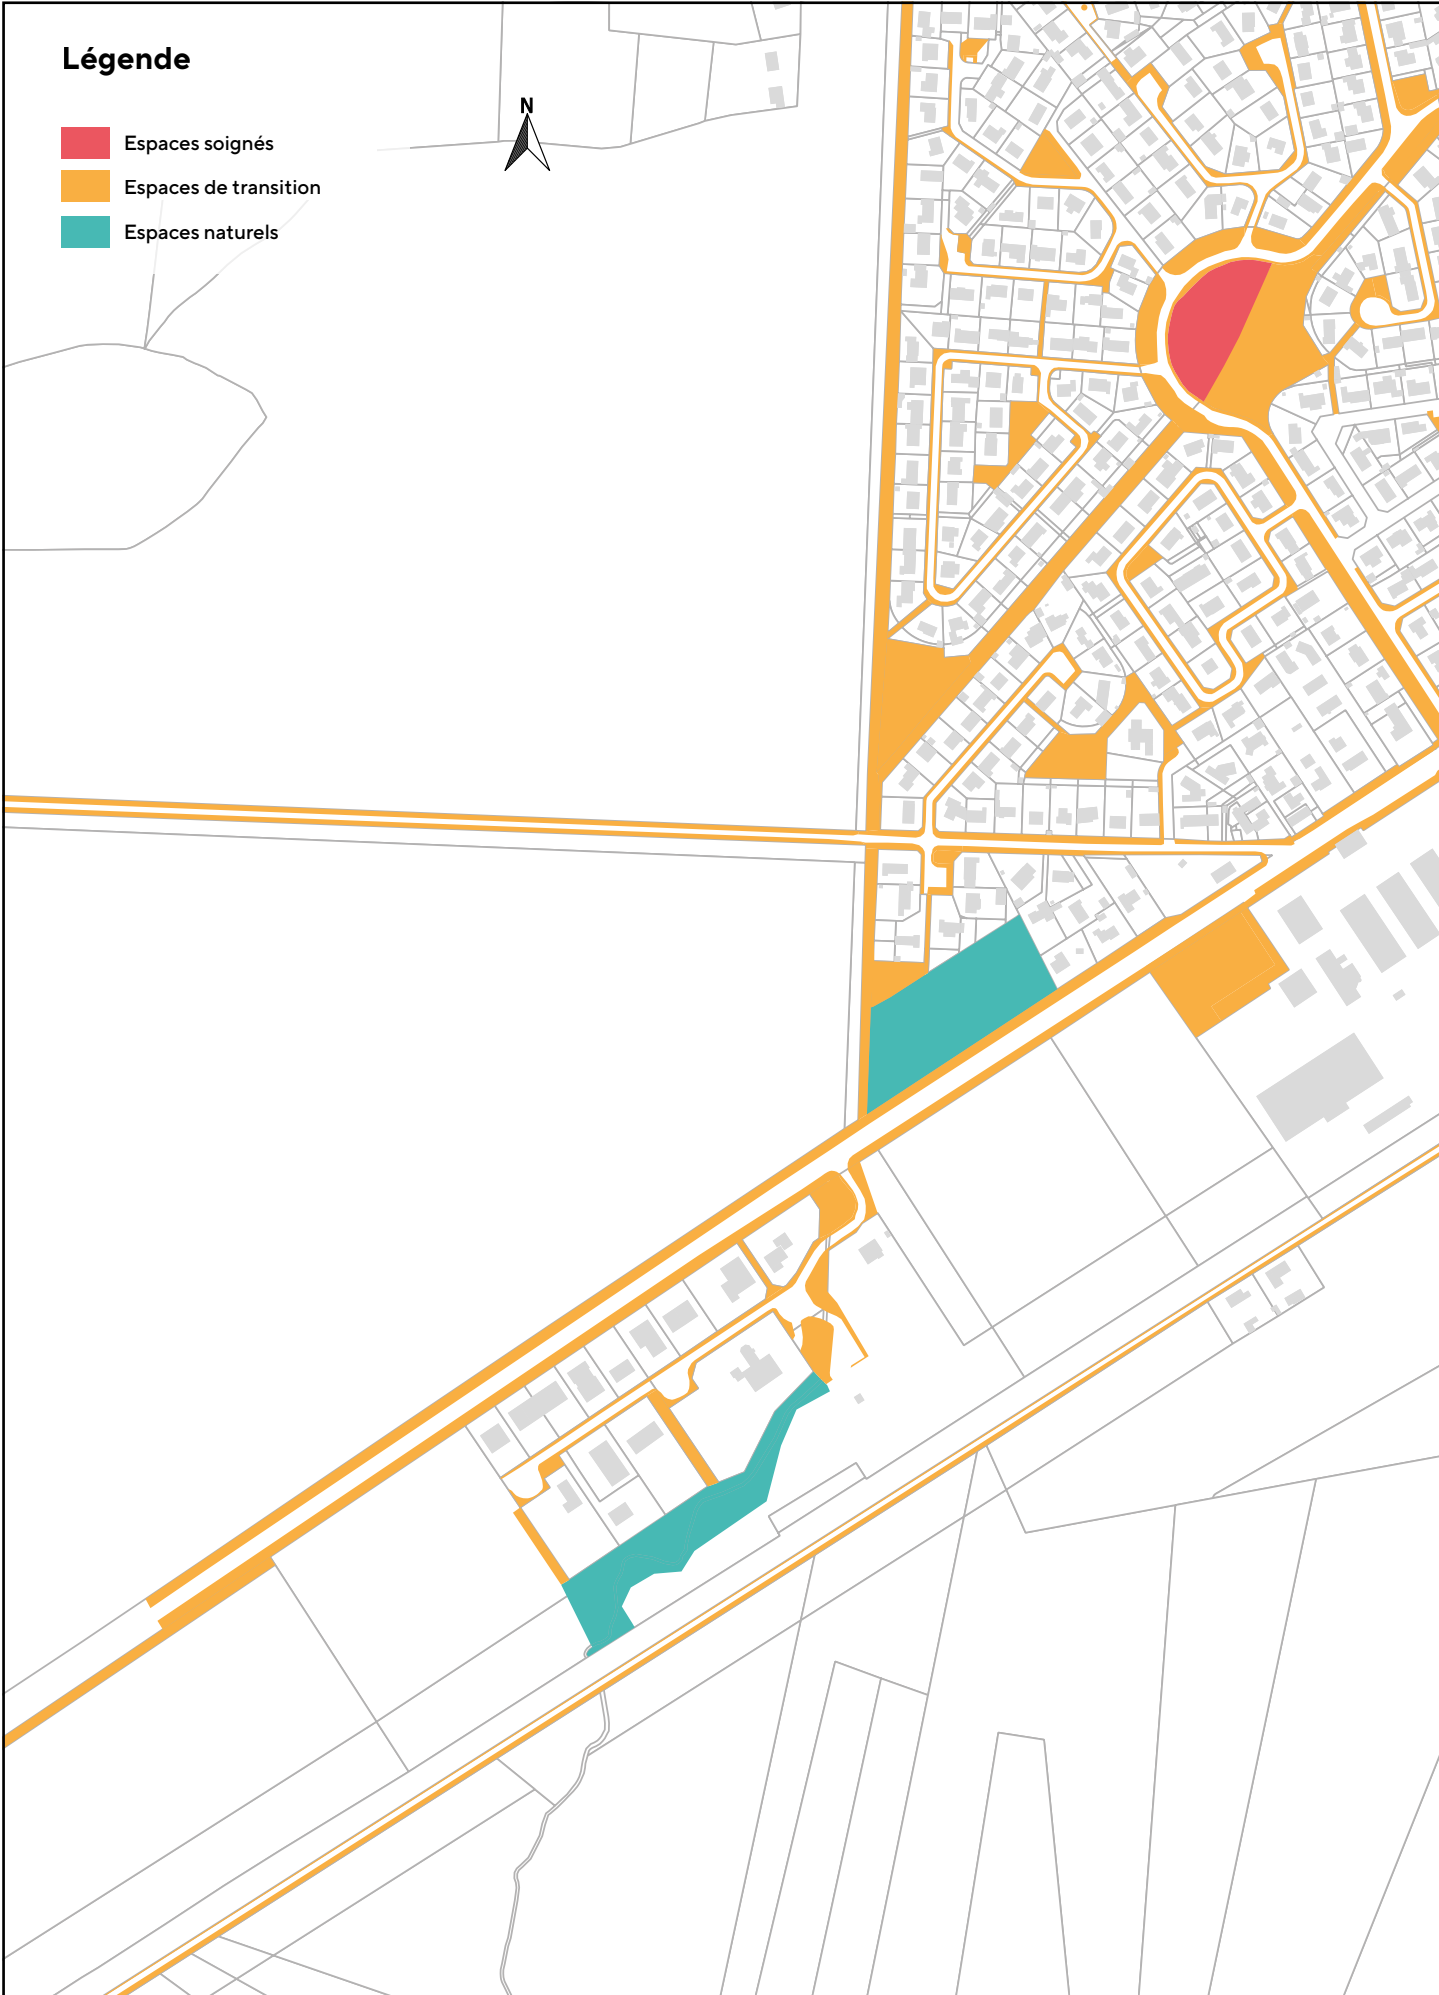 Légende
N
Espaces soignés
Espaces de transition
Espaces naturels